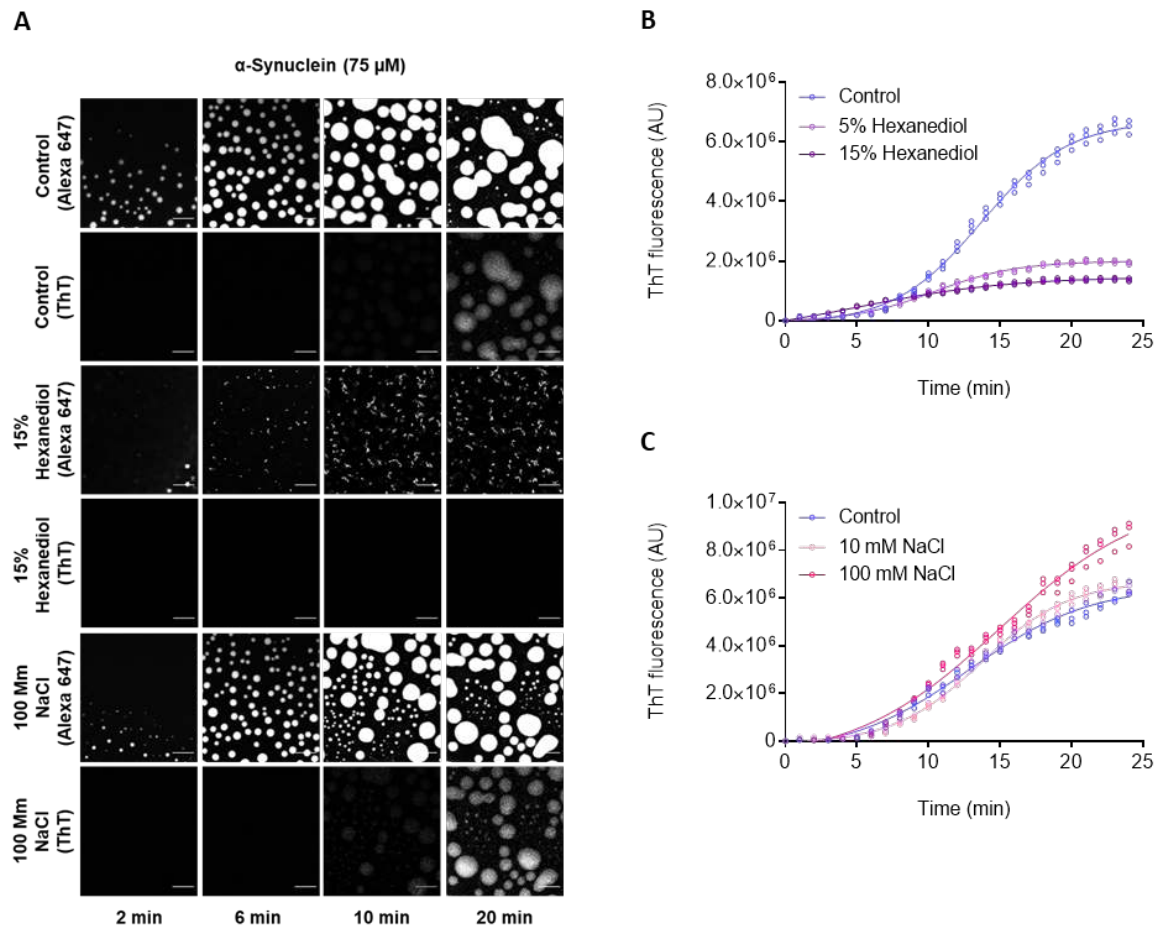 A
α-Synuclein (75 µM)
Control
(Alexa 647)
Control
(ThT)
15%
Hexanediol
(Alexa 647)
15%
Hexanediol
(ThT)
100 Mm
NaCl
(Alexa 647)
100 Mm
NaCl
(ThT)
2 min
6 min
10 min
20 min
B
ThT fluorescence (AU)
8.0×10⁶
6.0×10⁶
4.0×10⁶
2.0×10⁶
0
Control
5% Hexanediol
15% Hexanediol
0
5
10
15
20
25
Time (min)
C
ThT fluorescence (AU)
1.0×10⁷
8.0×10⁶
6.0×10⁶
4.0×10⁶
2.0×10⁶
0
Control
10 mM NaCl
100 mM NaCl
0
5
10
15
20
25
Time (min)